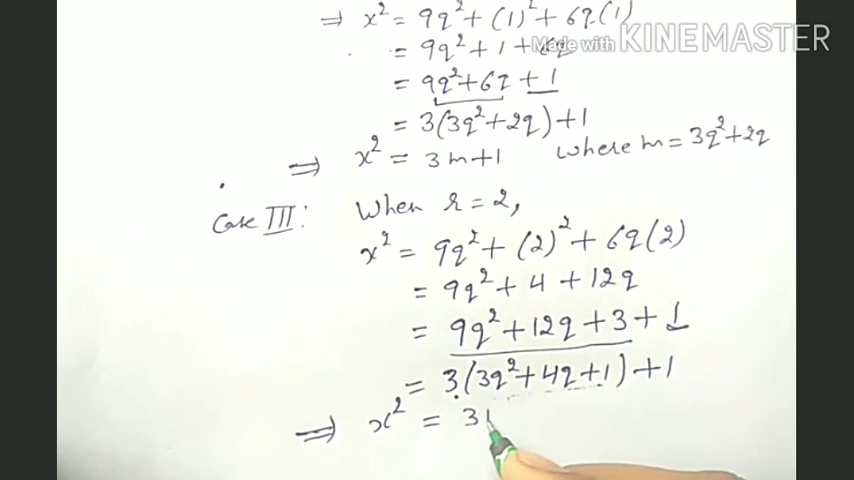 ⇒ x² = 9q² + (1)² + 6q(1)
= 9q² + 1 + 6q
Made with KINEMASTER
= 9q² + 6q + 1
= 3(3q² + 2q) + 1
⇒ x² = 3m + 1 where m = 3q² + 2q
Case III: When r = 2,
x² = 9q² + (2)² + 6q(2)
= 9q² + 4 + 12q
= 9q² + 12q + 3 + 1
= 3(3q² + 4q + 1) + 1
⇒ x² = 3